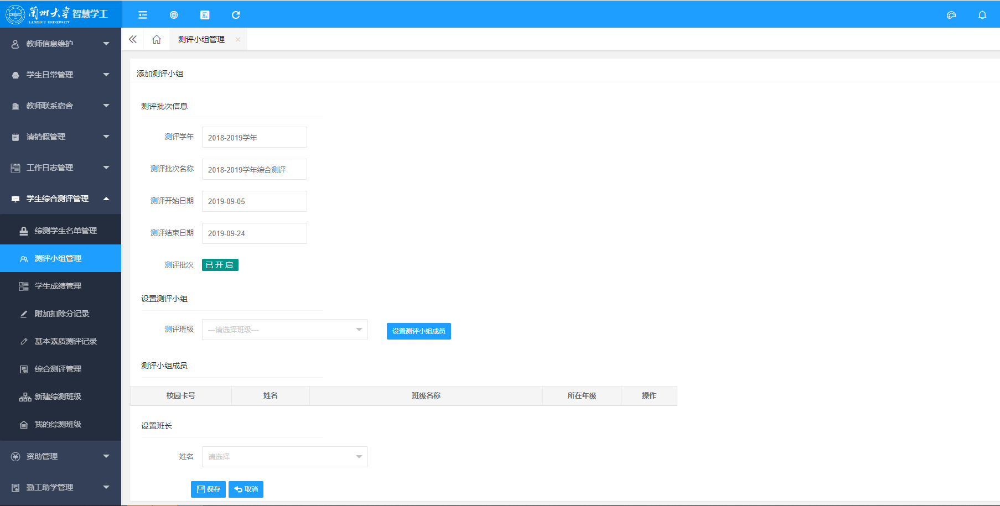 兰州大学 智慧学工
LANZHOU UNIVERSITY
教师信息维护
学生日常管理
教师联系宿舍
请销假管理
工作日志管理
学生综合测评管理
综测学生名单管理
测评小组管理
学生成绩管理
附加扣除分记录
基本素质测评记录
综合测评管理
新建综测班级
我的综测班级
资助管理
勤工助学管理
测评小组管理
添加测评小组
测评批次信息
测评学年 2018-2019学年
测评批次名称 2018-2019学年综合测评
测评开始日期 2019-09-05
测评结束日期 2019-09-24
测评批次 已开启
设置测评小组
测评班级 ---请选择班级--- 设置测评小组成员
测评小组成员
校园卡号 姓名 班级名称 所在年级 操作
设置班长
姓名 请选择
保存 取消